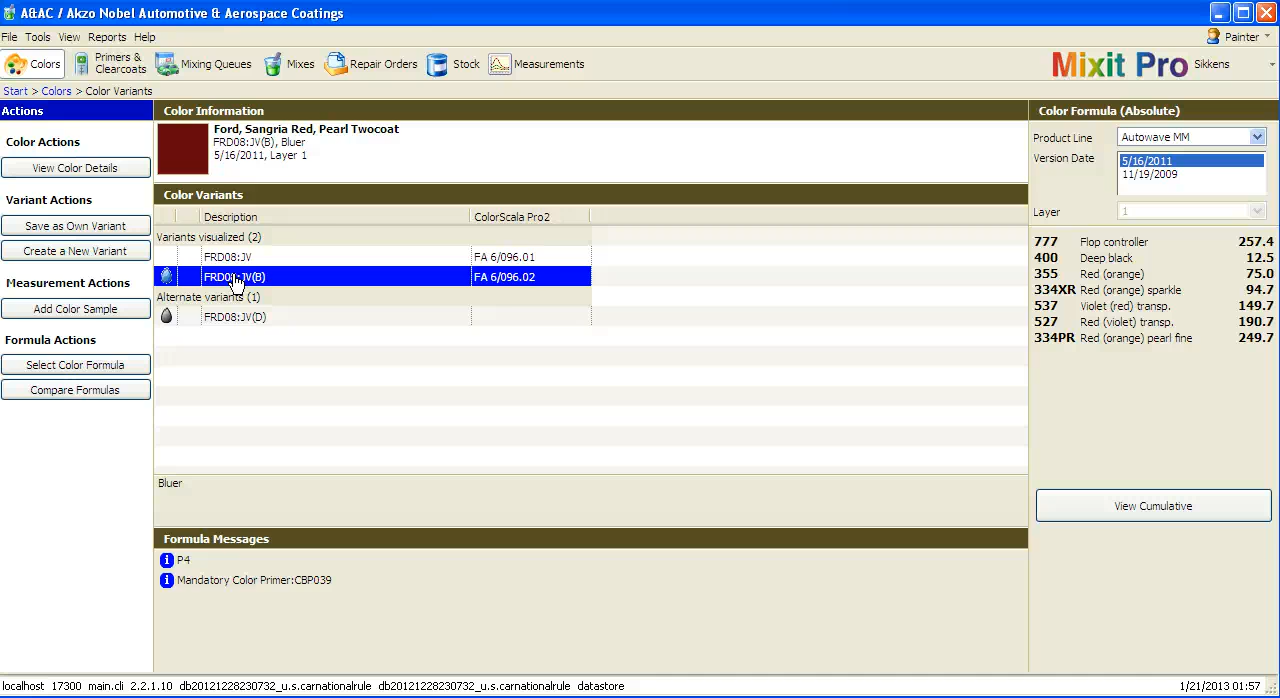 A&AC / Akzo Nobel Automotive & Aerospace Coatings
File Tools View Reports Help
Painter
Colors
Primers & Clearcoats
Mixing Queues
Mixes
Repair Orders
Stock
Measurements
Mixit Pro
Sikkens
Start > Colors > Color Variants
Actions
Color Actions
View Color Details
Variant Actions
Save as Own Variant
Create a New Variant
Measurement Actions
Add Color Sample
Formula Actions
Select Color Formula
Compare Formulas
Color Information
Ford, Sangria Red, Pearl Twocoat
FRD08:JV(B), Bluer
5/16/2011, Layer 1
Color Variants
Description ColorScala Pro2
Variants visualized (2)
FRD08:JV FA 6/096.01
FRD08:JV(B) FA 6/096.02
Alternate variants (1)
FRD08:JV(D)
Bluer
Formula Messages
P4
Mandatory Color Primer:CBP039
Color Formula (Absolute)
Product Line Autowave MM
Version Date 5/16/2011
11/19/2009
Layer 1
777 Flop controller 257.4
400 Deep black 12.5
355 Red (orange) 75.0
334XR Red (orange) sparkle 94.7
537 Violet (red) transp. 149.7
527 Red (violet) transp. 190.7
334PR Red (orange) pearl fine 249.7
View Cumulative
localhost 17300 main.cli 2.2.1.10 db20121228230732_u.s.carnationalrule db20121228230732_u.s.carnationalrule datastore 1/21/2013 01:57